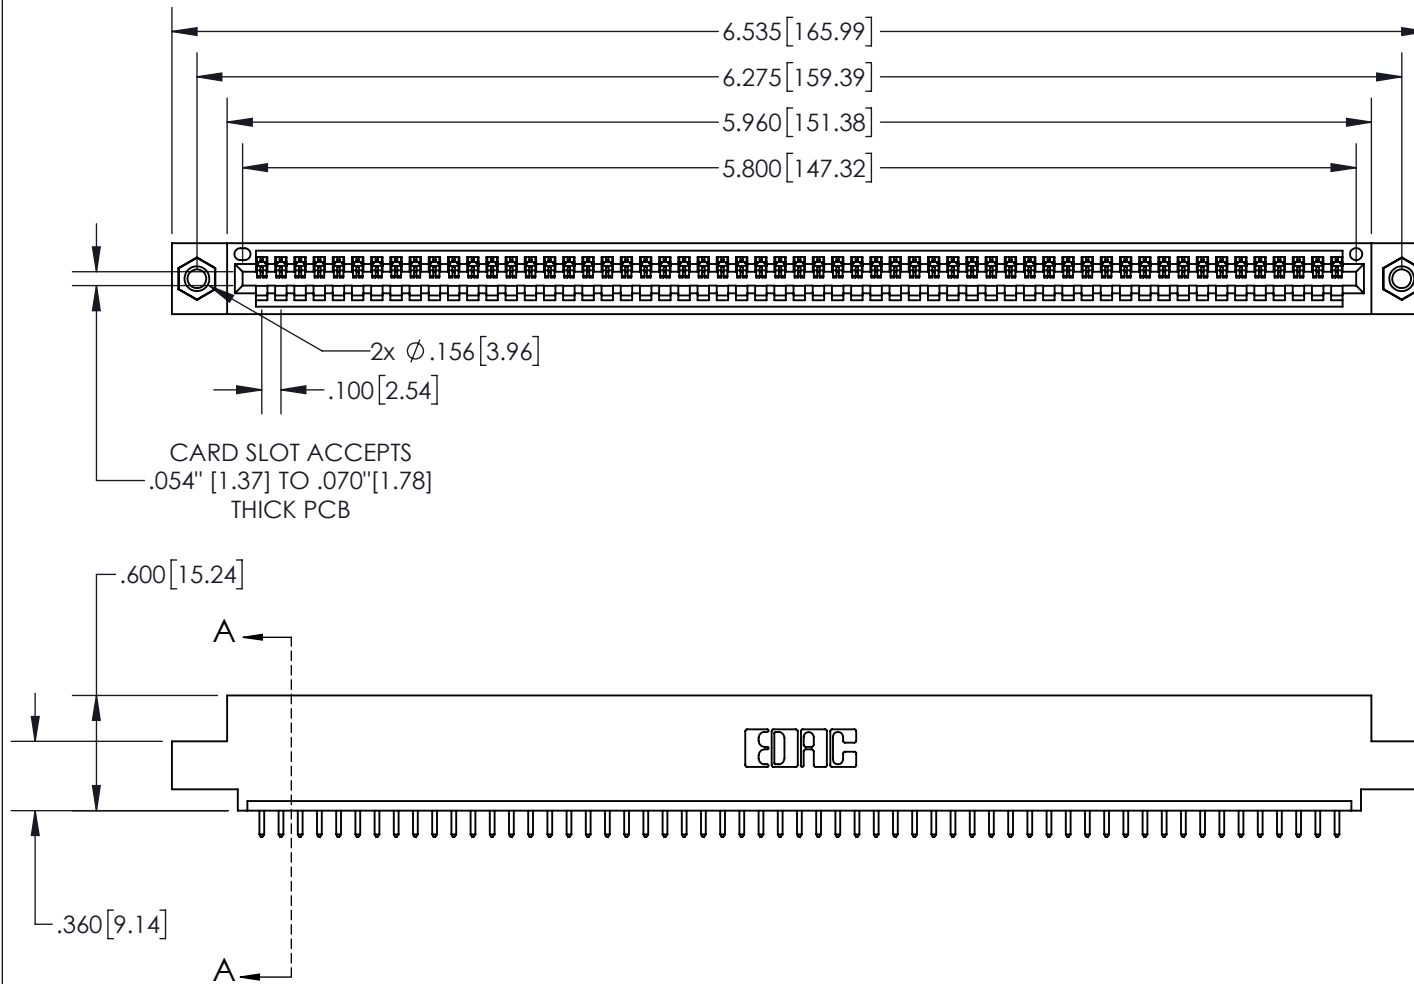 6.535[165.99]
6.275[159.39]
5.960[151.38]
5.800[147.32]
2x Ø.156[3.96]
.100[2.54]
CARD SLOT ACCEPTS
.054" [1.37] TO .070"[1.78]
THICK PCB
.600[15.24]
A
EDAC
.360[9.14]
A